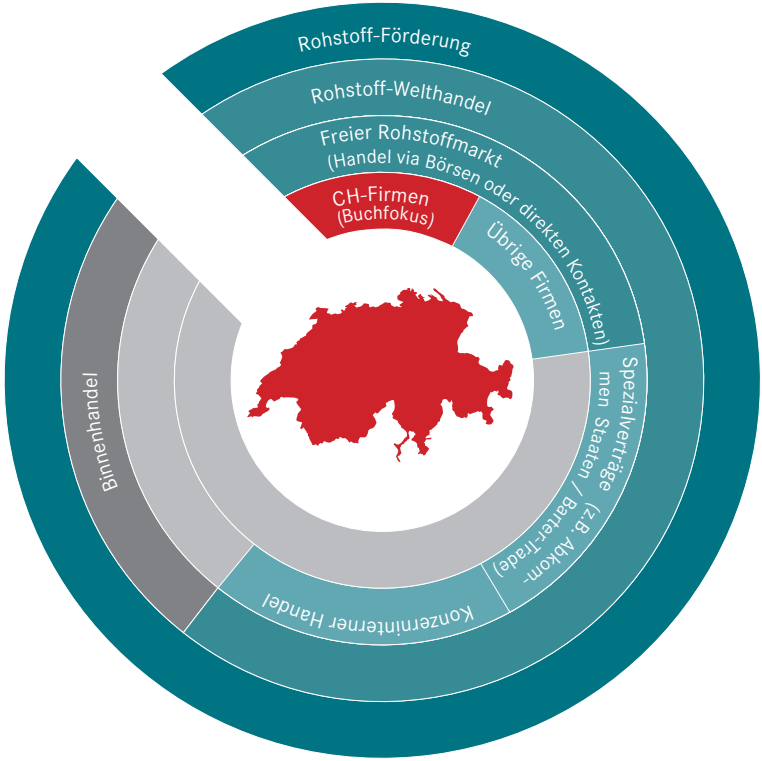 Rohstoff-Förderung
Rohstoff-Welthandel
Freier Rohstoffmarkt
(Handel via Börsen oder direkten Kontakten)
CH-Firmen
(Buchfokus)
Übrige Firmen
Spezialverträge (z.B. Abkom-
men Staaten / Barter-Trade)
Konzerninterner Handel
Binnenhandel